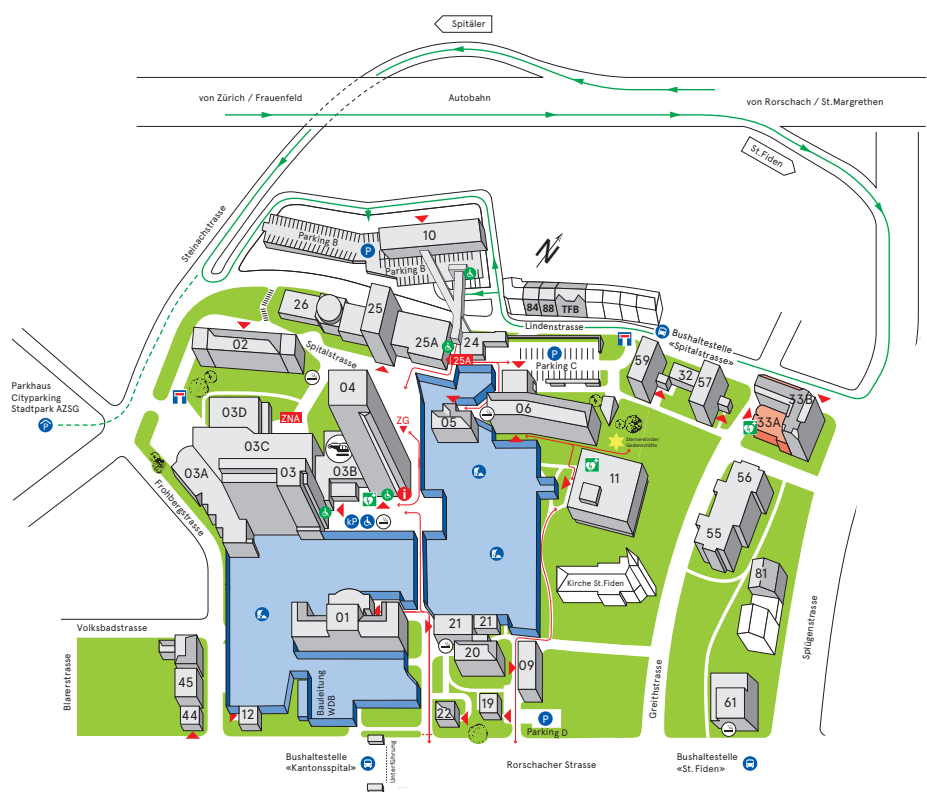 Spitäler
von Zürich / Frauenfeld
Autobahn
von Rorschach / St.Margrethen
St.Fiden
Steinachstrasse
Parking B
P
10
Parking B
N
26
25
25A
24
25A
84
88
TFB
Lindenstrasse
Bushaltestelle
«Spitalstrasse»
02
Spitalstrasse
P
Parking C
59
32
57
33B
33A
Parkhaus
Cityparking
Stadtpark AZSG
P
04
03D
ZNA
ZG
05
06
Sternenkinder
Gedenkstätte
03C
03A
03
03B
i
kP
11
56
55
Frohbergstrasse
Kirche St.Fiden
81
Splügenstrasse
01
21
21
20
09
Volksbadstrasse
Blarerstrasse
45
44
12
Bauleitung
WDB
22
19
P
Parking D
Greithstrasse
61
Bushaltestelle
«Kantonsspital»
Unterführung
Rorschacher Strasse
Bushaltestelle
«St.Fiden»